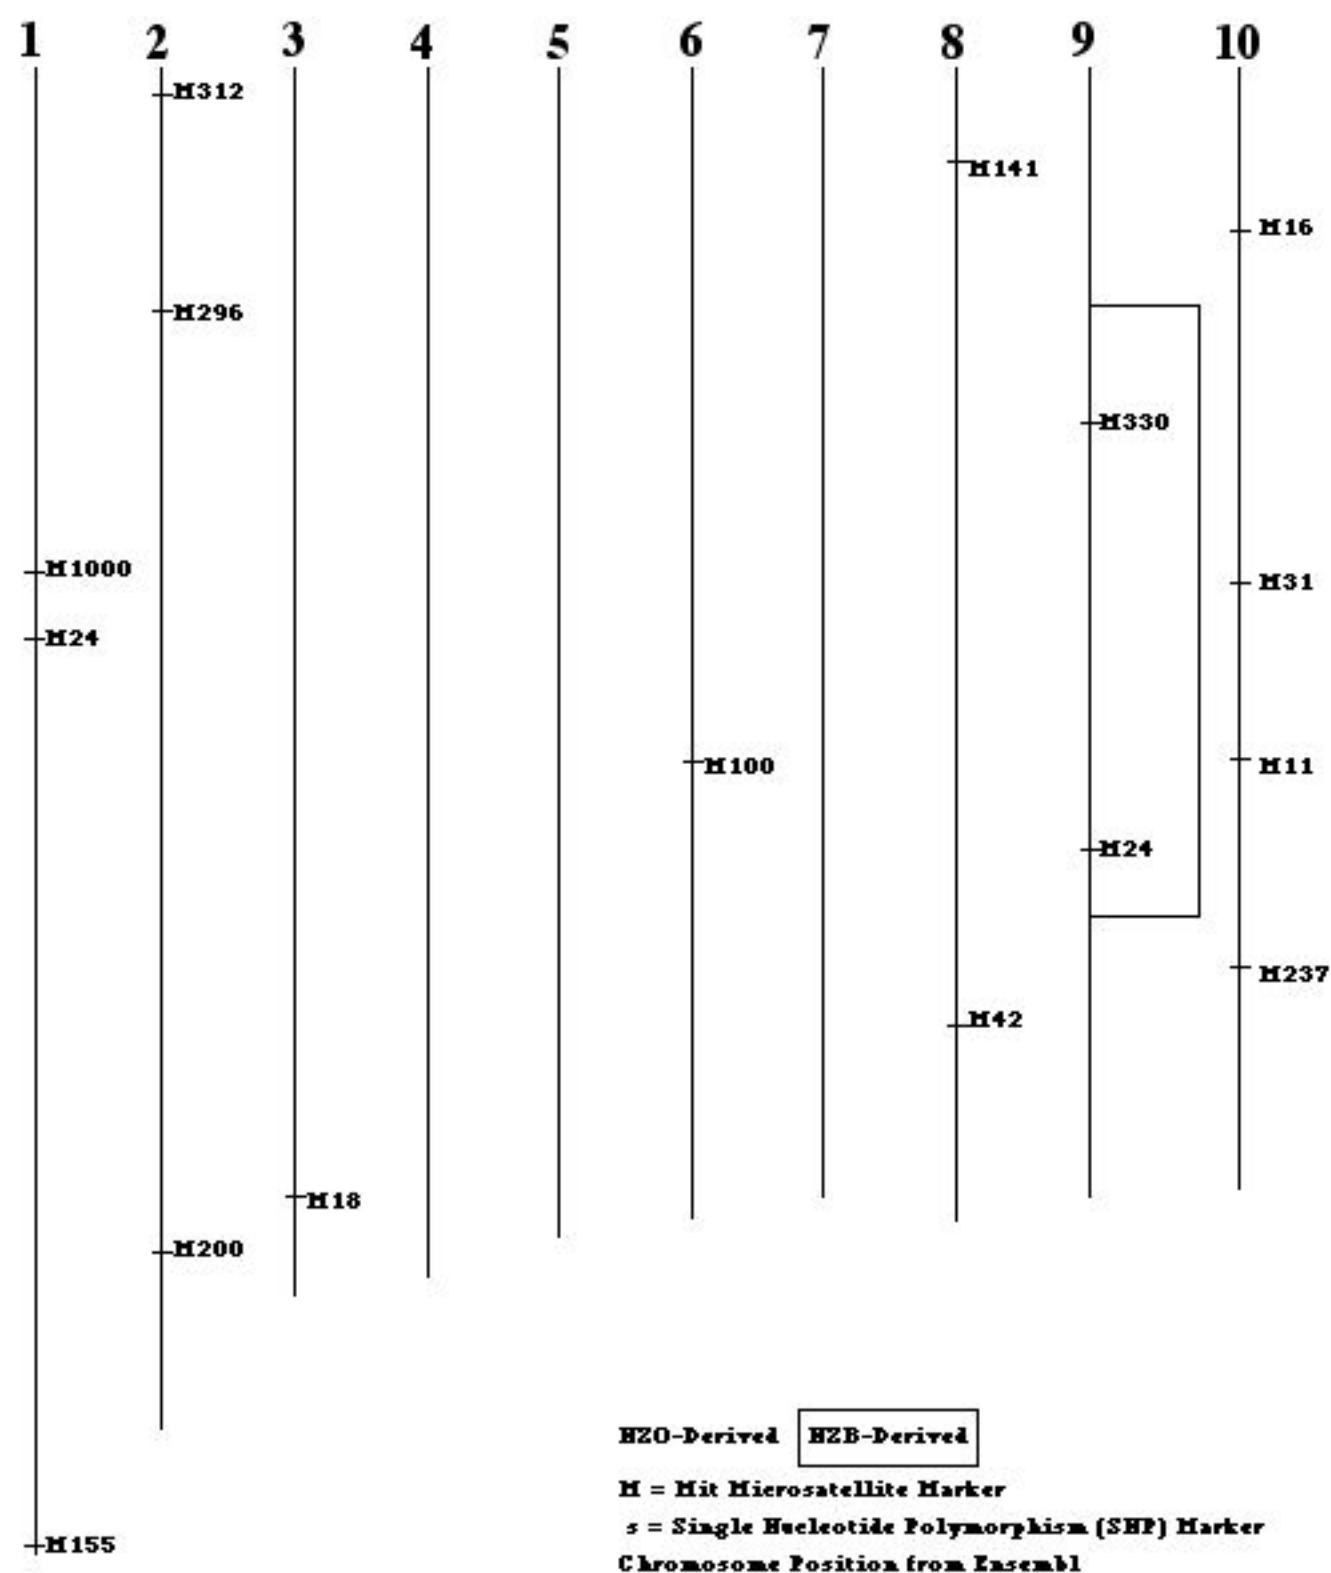 1 2 3 4 5 6 7 8 9 10
M312
M141
M16
M296
M330
M1000
M31
M24
M100
M11
M24
M237
M42
M18
M200
NZO-Derived NZB-Derived
M = Mit Microsatellite Marker
s = Single Nucleotide Polymorphism (SNP) Marker
M155
Chromosome Position from Ensembl